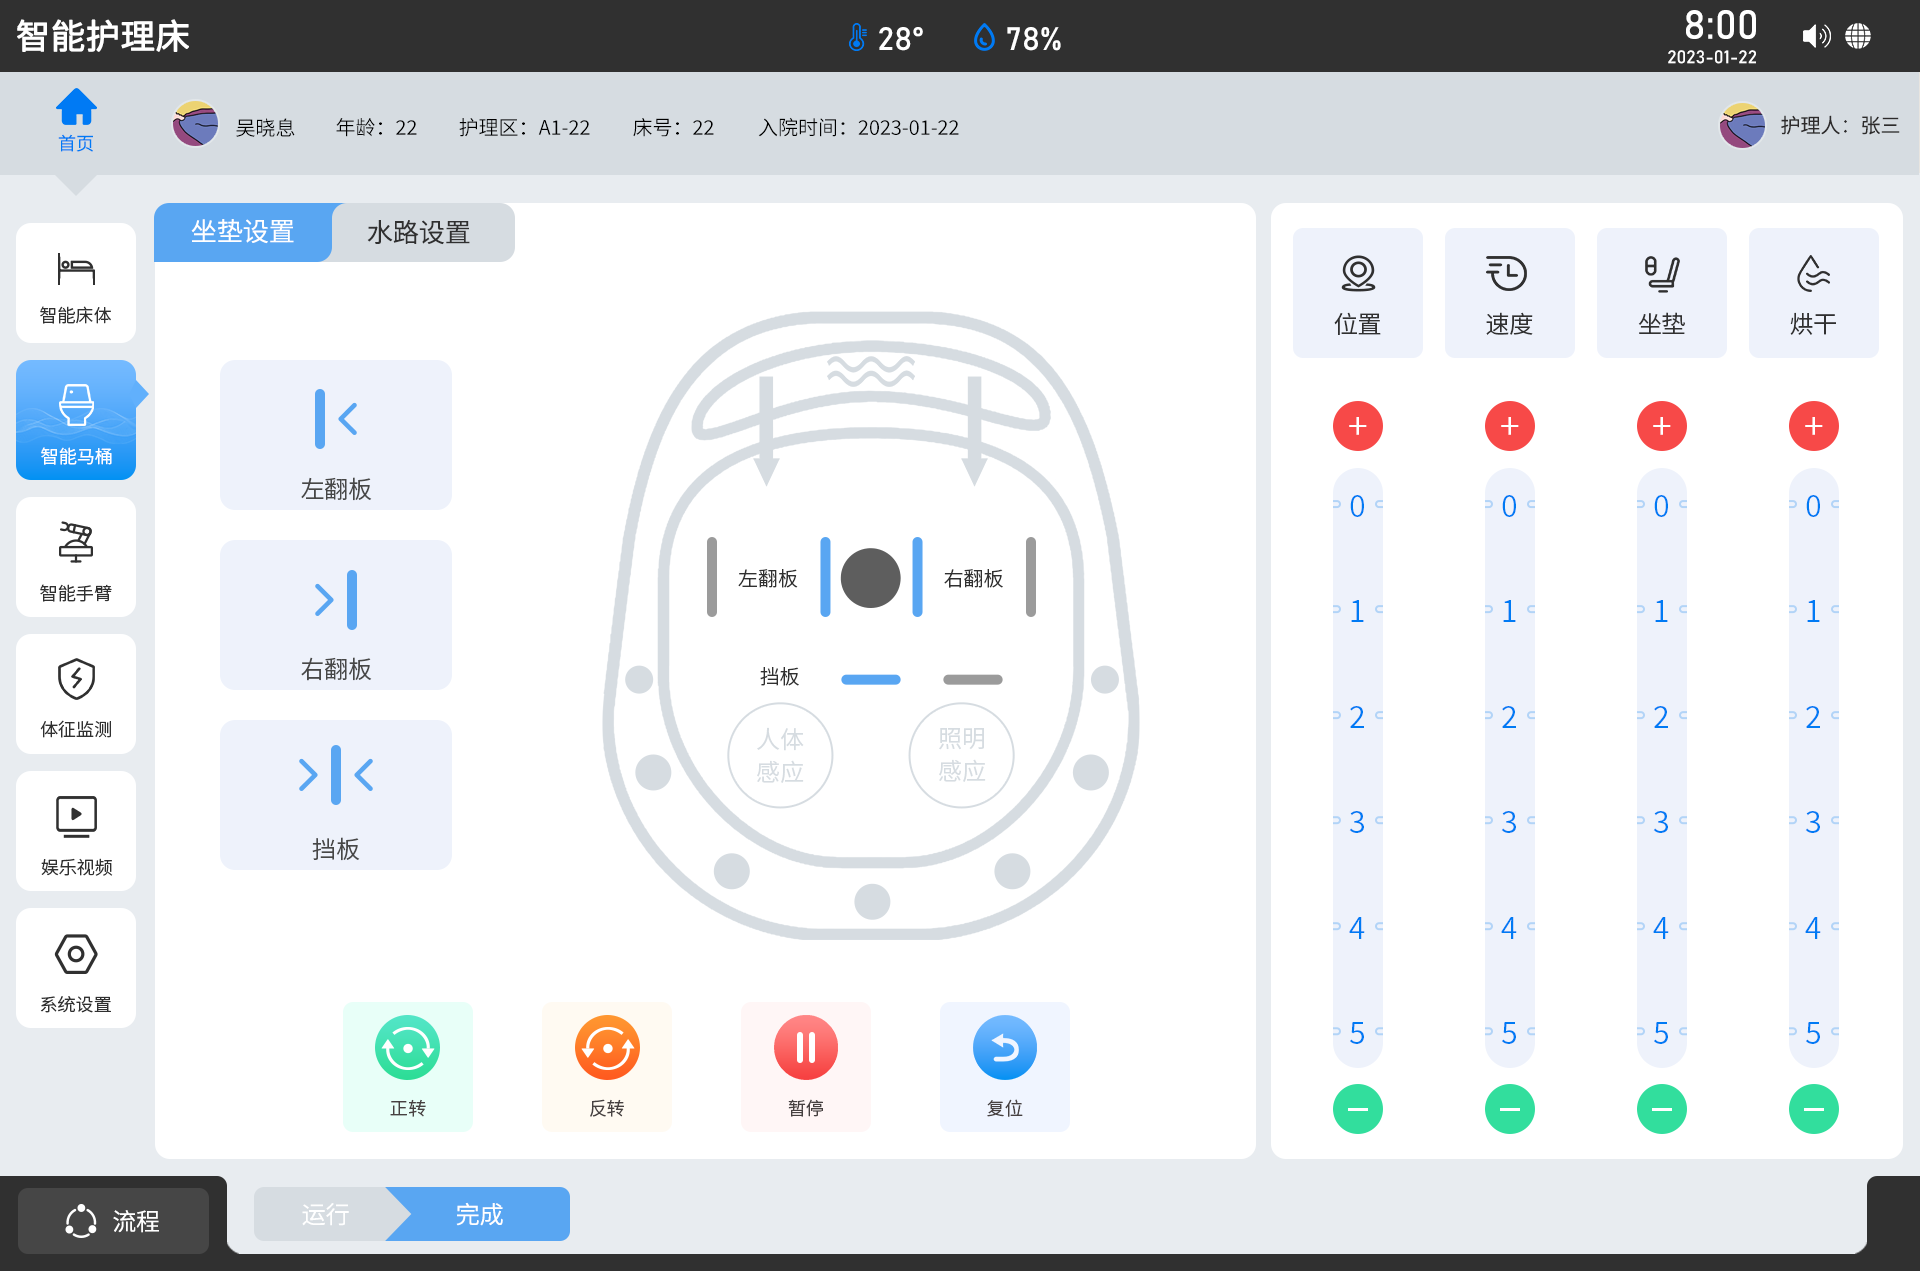 智能护理床
28°
78%
8:00
2023-01-22
首页
吴晓息
年龄：22
护理区：A1-22
床号：22
入院时间：2023-01-22
护理人：张三
智能床体
智能马桶
智能手臂
体征监测
娱乐视频
系统设置
坐垫设置
水路设置
左翻板
右翻板
挡板
左翻板
右翻板
挡板
人体
感应
照明
感应
正转
反转
暂停
复位
位置
速度
坐垫
烘干
0 0 0 0
1 1 1 1
2 2 2 2
3 3 3 3
4 4 4 4
5 5 5 5
流程
运行
完成